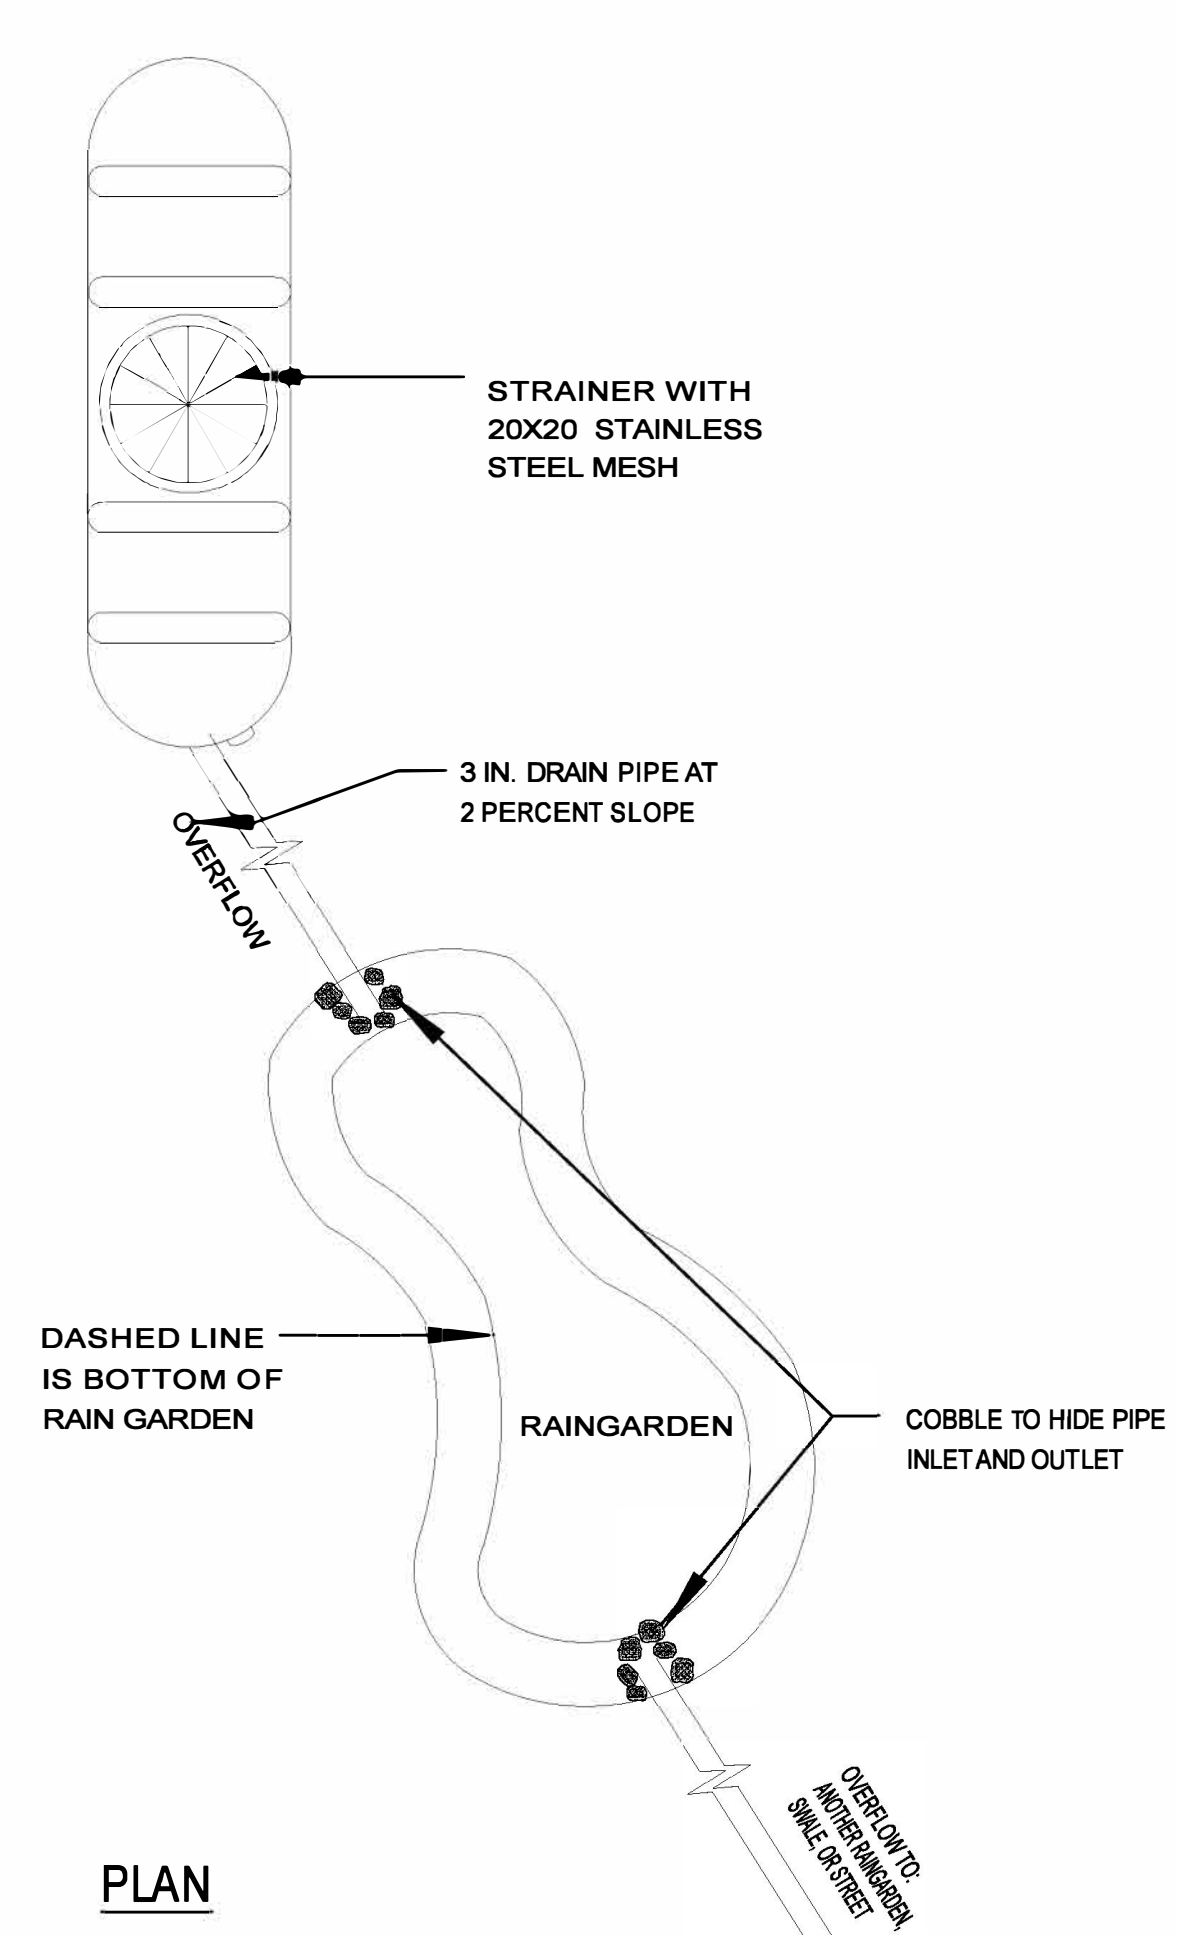 STRAINER WITH
20X20 STAINLESS
STEEL MESH
3 IN. DRAIN PIPE AT
2 PERCENT SLOPE
OVERFLOW
DASHED LINE
IS BOTTOM OF
RAIN GARDEN
RAINGARDEN
COBBLE TO HIDE PIPE
INLET AND OUTLET
OVERFLOW TO:
ANOTHER RAINGARDEN,
SWALE, OR STREET
PLAN